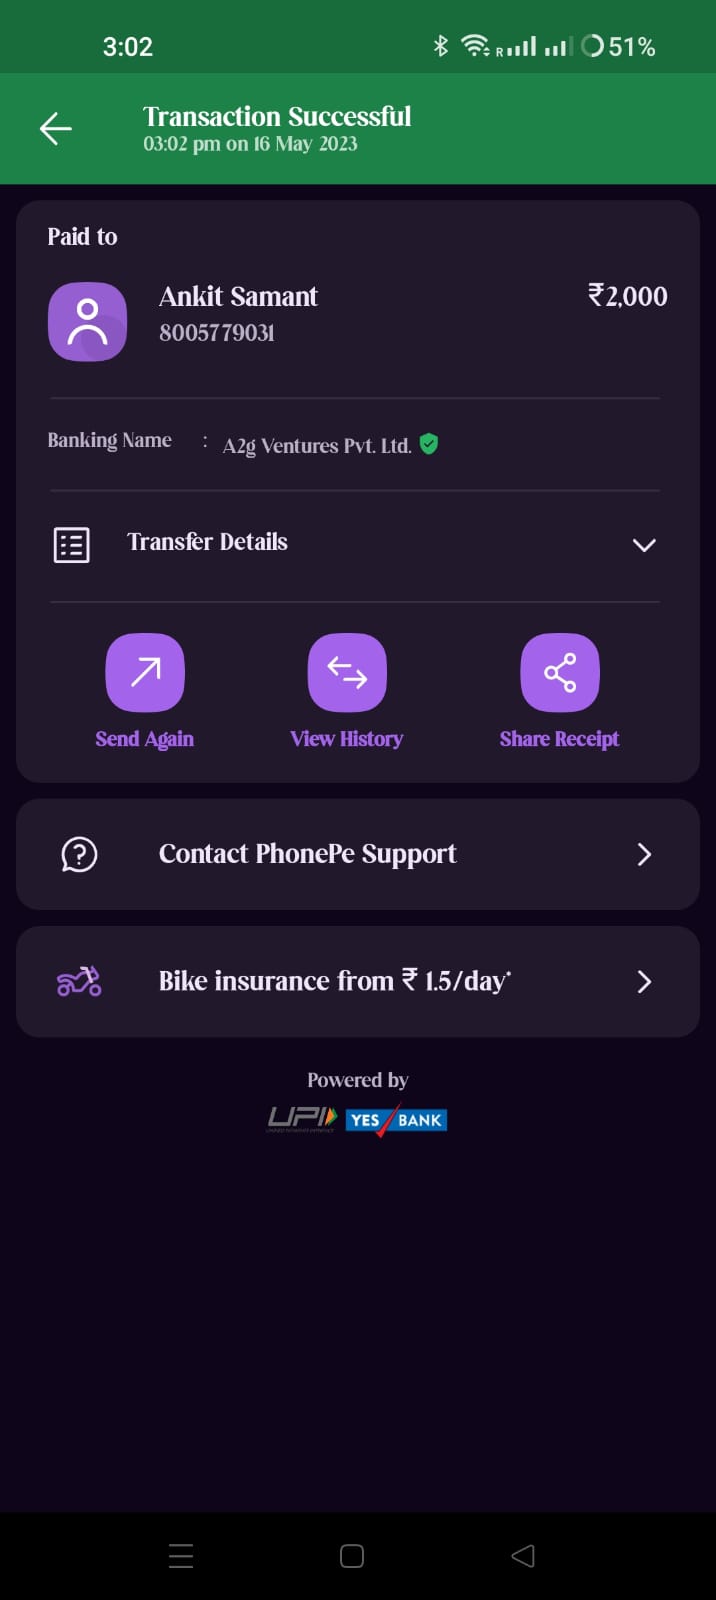 3:02
R
51%
Transaction Successful
03:02 pm on 16 May 2023
Paid to
Ankit Samant
₹2,000
8005779031
Banking Name : A2g Ventures Pvt. Ltd.
Transfer Details
Send Again View History Share Receipt
Contact PhonePe Support
Bike insurance from ₹ 1.5/day*
Powered by
UPI YES BANK